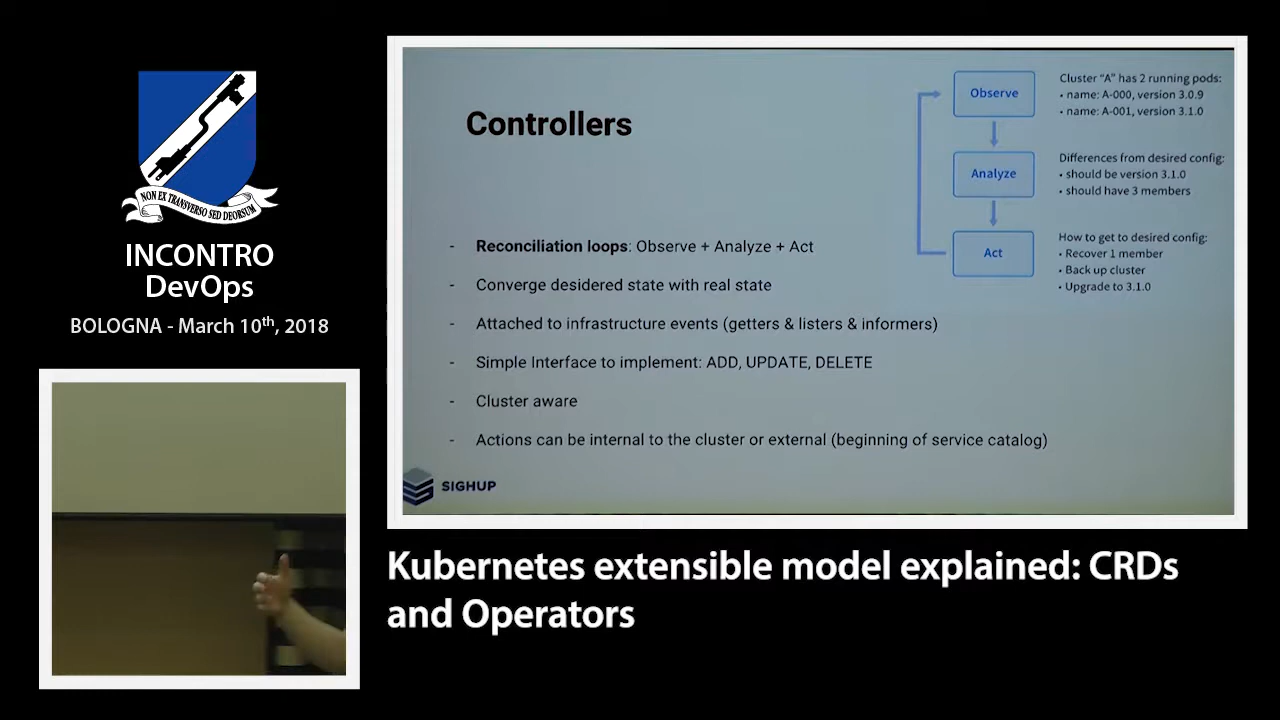 NON EX TRANSVERSO SED DEORSUM
INCONTRO
DevOps
BOLOGNA - March 10th, 2018
Controllers
- Reconciliation loops: Observe + Analyze + Act
- Converge desidered state with real state
- Attached to infrastructure events (getters & listers & informers)
- Simple Interface to implement: ADD, UPDATE, DELETE
- Cluster aware
- Actions can be internal to the cluster or external (beginning of service catalog)
Observe
Cluster “A” has 2 running pods:
• name: A-000, version 3.0.9
• name: A-001, version 3.1.0
Analyze
Differences from desired config:
• should be version 3.1.0
• should have 3 members
Act
How to get to desired config:
• Recover 1 member
• Back up cluster
• Upgrade to 3.1.0
SIGHUP
Kubernetes extensible model explained: CRDs
and Operators